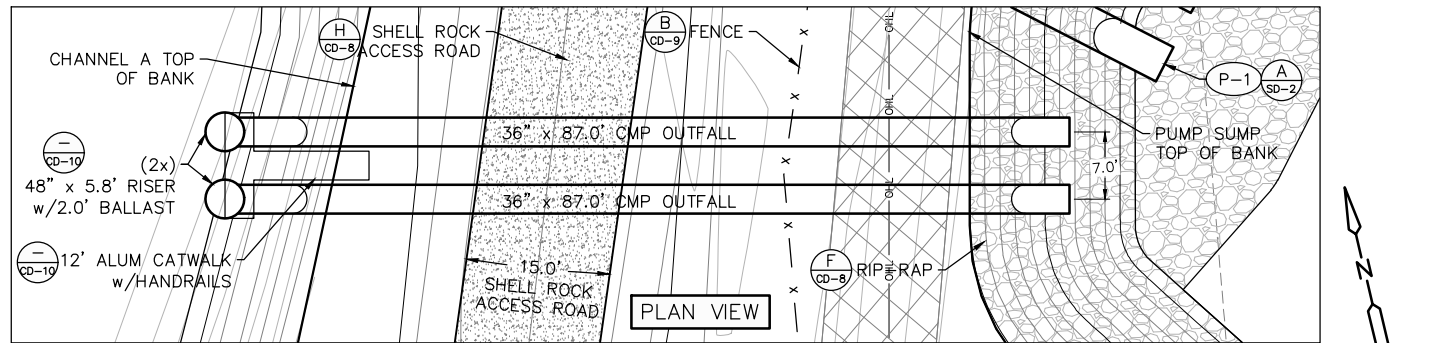 H
CD-8
SHELL ROCK
ACCESS ROAD
B
CD-9
FENCE
OHL
CHANNEL A TOP
OF BANK
P-1
A
SD-2
36" x 87.0' CMP OUTFALL
PUMP SUMP
TOP OF BANK
7.0'
—
CD-10
(2x)
48" x 5.8' RISER
w/2.0' BALLAST
36" x 87.0' CMP OUTFALL
x
x
x
x
x
x
OHL
OHL
OHL
—
CD-10
12' ALUM CATWALK
w/HANDRAILS
15.0'
SHELL ROCK
ACCESS ROAD
F
CD-8
RIP-RAP
PLAN VIEW
N